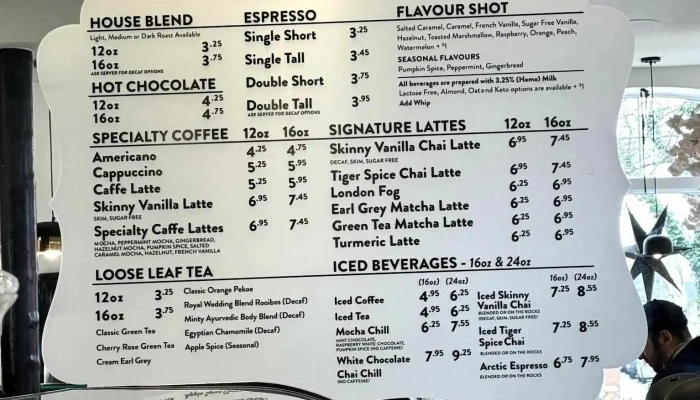 HOUSE BLEND
Light, Medium or Dark Roast Available
12oz 3.25
16oz 3.75
ASK SERVER FOR DECAF OPTIONS
HOT CHOCOLATE
12oz 4.25
16oz 4.25
ESPRESSO
Single Short 3.25
Single Tall 3.45
Double Short 3.75
Double Tall 3.95
ASK SERVER FOR DECAF OPTIONS
FLAVOUR SHOT
Salted Caramel, Caramel, French Vanilla, Sugar Free Vanilla,
Hazelnut, Toasted Marshmallow, Raspberry, Orange, Peach,
Watermelon + $1
SEASONAL FLAVOURS
Pumpkin Spice, Peppermint, Gingerbread
All beverages are prepared with 3.25% (Homo) Milk
Lactose Free, Almond, Oat and Keto options are available + $1
Add Whip
SPECIALTY COFFEE 12oz 16oz
Americano 4.25 4.75
Cappuccino 5.25 5.95
Caffe Latte 5.25 5.95
Skinny Vanilla Latte 6.95 7.45
SKIM, SUGAR FREE
Specialty Caffe Lattes 6.95 7.45
MOCHA, PEPPERMINT MOCHA, GINGERBREAD,
HAZELNUT MOCHA, PUMPKIN SPICE, SALTED
CARAMEL MOCHA, HAZELNUT, FRENCH VANILLA
SIGNATURE LATTES 12oz 16oz
Skinny Vanilla Chai Latte 6.95 7.45
DECAF, SKIM, SUGAR FREE
Tiger Spice Chai Latte 6.95 7.45
London Fog 6.25 6.95
Earl Grey Matcha Latte 6.25 6.95
Green Tea Matcha Latte 6.25 6.95
Turmeric Latte 6.25 6.95
LOOSE LEAF TEA
12oz 3.25
16oz 3.75
Classic Green Tea
Cherry Rose Green Tea
Cream Earl Grey
Classic Orange Pekoe
Royal Wedding Blend Rooibos (Decaf)
Minty Ayurvedic Body Blend (Decaf)
Egyptian Chamomile (Decaf)
Apple Spice (Seasonal)
ICED BEVERAGES - 16oz & 24oz
(16oz) (24oz)
Iced Coffee 4.95 6.25
Iced Tea 4.95 6.25
Mocha Chill 6.25 7.55
MINT CHOCOLATE,
RASPBERRY WHITE CHOCOLATE,
PUMPKIN SPICE (NO CAFFEINE)
White Chocolate 7.95 9.25
Chai Chill
(NO CAFFEINE)
16oz) (24oz)
Iced Skinny 7.25 8.55
Vanilla Chai
BLENDED OR ON THE ROCKS
(DECAF, SKIM, SUGAR FREE)
Iced Tiger 7.25 8.55
Spice Chai
BLENDED OR ON THE ROCKS
Arctic Espresso 6.75 7.95
BLENDED OR ON THE ROCKS